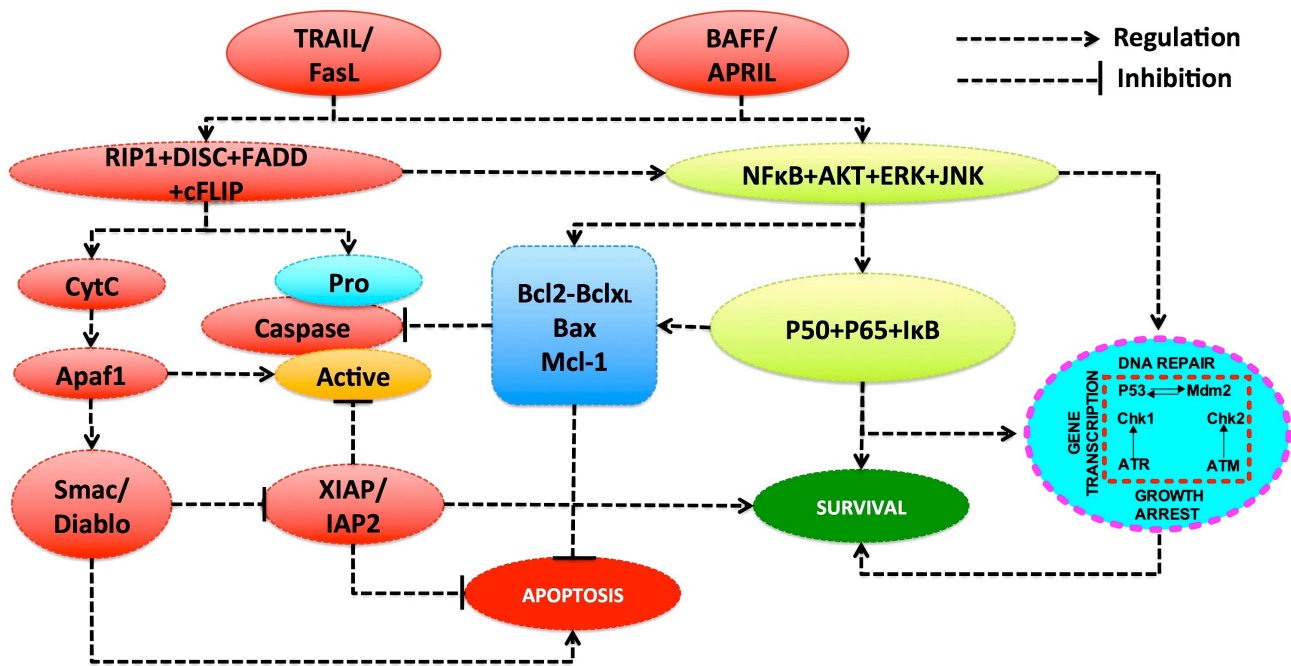 TRAIL/
FasL
BAFF/
APRIL
Regulation
Inhibition
RIP1+DISC+FADD
+cFLIP
NFκB+AKT+ERK+JNK
CytC
Pro
Caspase
Active
Apaf1
Bcl2-BclxL
Bax
Mcl-1
P50+P65+IκB
DNA REPAIR
GENE
TRANSCRIPTION
P53
Mdm2
Chk1
Chk2
ATR
ATM
GROWTH
ARREST
Smac/
Diablo
XIAP/
IAP2
SURVIVAL
APOPTOSIS